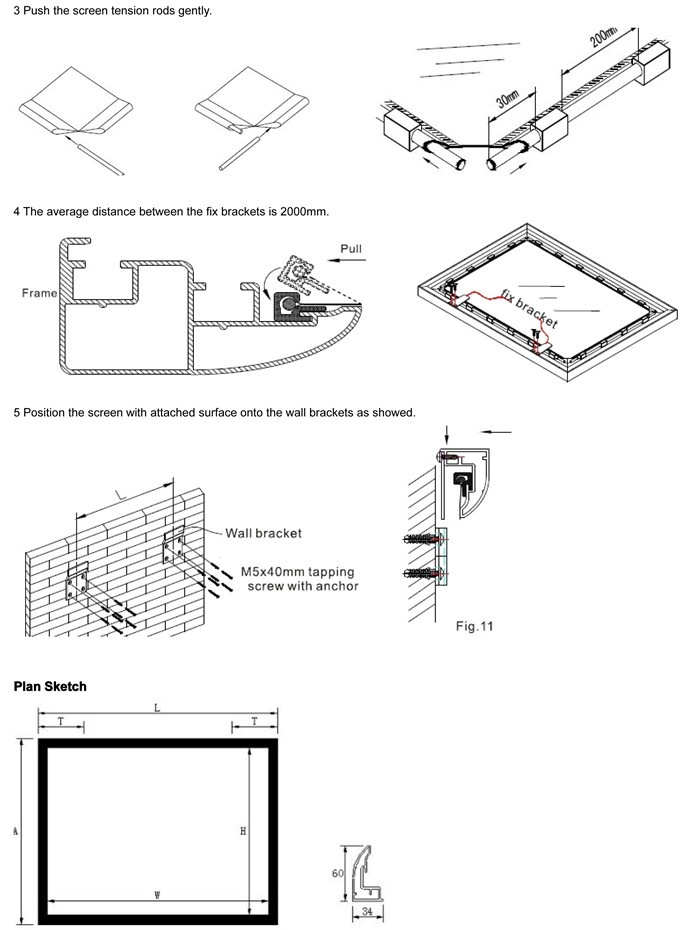 3 Push the screen tension rods gently.
200mm
30mm
4 The average distance between the fix brackets is 2000mm.
Pull
Frame
fix bracket
5 Position the screen with attached surface onto the wall brackets as showed.
L
Wall bracket
M5x40mm tapping
screw with anchor
Fig.11
Plan Sketch
L
T
T
A
H
W
60
34